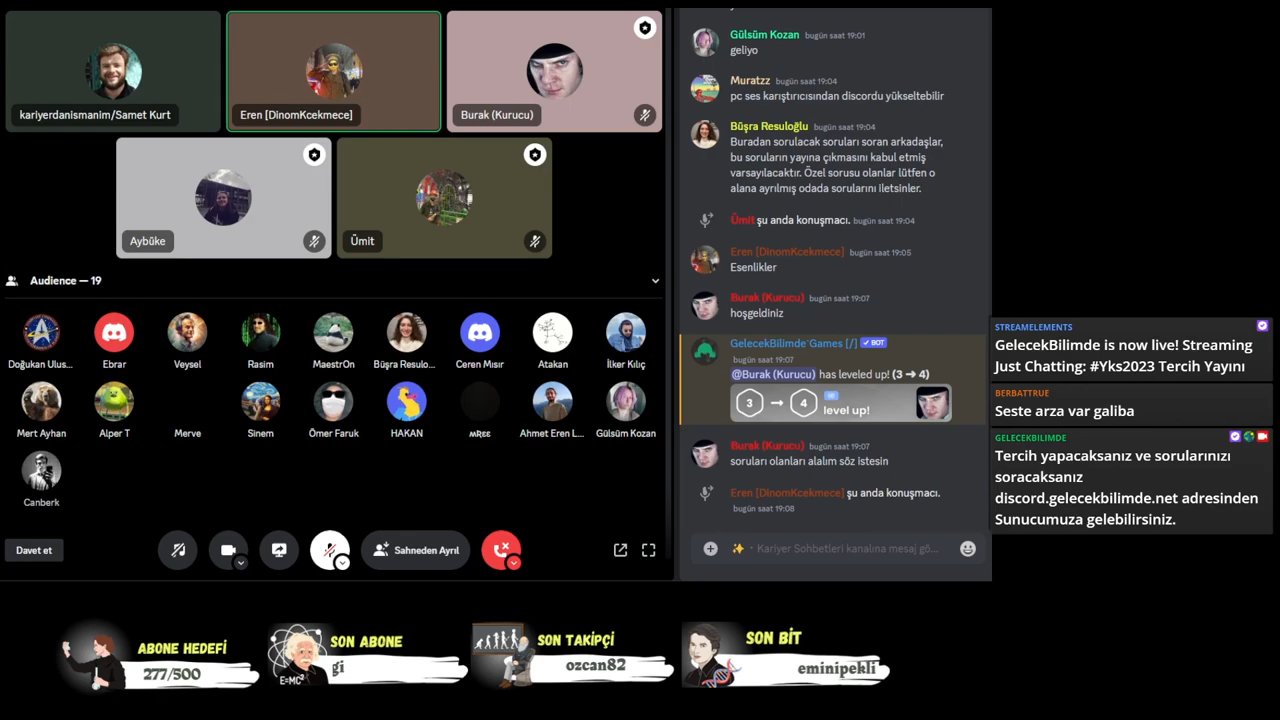 kariyerdanismanim/Samet Kurt
Eren [DinomKcekmece]
Burak (Kurucu)
Aybüke
Ümit
Audience — 19
Doğukan Ulus...
Ebrar
Veysel
Rasim
MaestrOn
Büşra Resulo...
Ceren Mısır
Atakan
İlker Kılıç
Mert Ayhan
Alper T
Merve
Sinem
Ömer Faruk
HAKAN
ᴍRᴇᴇ
Ahmet Eren L...
Gülsüm Kozan
Canberk
Davet et
Sahneden Ayrıl
Gülsüm Kozan bugün saat 19:01
geliyo
Muratzz bugün saat 19:04
pc ses karıştırıcısından discordu yükseltebilir
Büşra Resuloğlu bugün saat 19:04
Buradan sorulacak soruları soran arkadaşlar,
bu soruların yayına çıkmasını kabul etmiş
varsayılacaktır. Özel sorusu olanlar lütfen o
alana ayrılmış odada sorularını iletsinler.
Ümit şu anda konuşmacı. bugün saat 19:04
Eren [DinomKcekmece] bugün saat 19:05
Esenlikler
Burak (Kurucu) bugün saat 19:07
hoşgeldiniz
GelecekBilimde Games [/] ✓ BOT
bugün saat 19:07
@Burak (Kurucu) has leveled up! (3 → 4)
3 → 4 level up!
Burak (Kurucu) bugün saat 19:07
soruları olanları alalım söz istesin
Eren [DinomKcekmece] şu anda konuşmacı.
bugün saat 19:08
Kariyer Sohbetleri kanalına mesaj gö...
STREAMELEMENTS
GelecekBilimde is now live! Streaming
Just Chatting: #Yks2023 Tercih Yayını
BERBATTRUE
Seste arza var galiba
GELECEKBILIMDE
Tercih yapacaksanız ve sorularınızı
soracaksanız
discord.gelecekbilimde.net adresinden
Sunucumuza gelebilirsiniz.
ABONE HEDEFİ
277/500
E=MC²
SON ABONE
gi
SON TAKİPÇİ
ozcan82
SON BİT
eminipekli